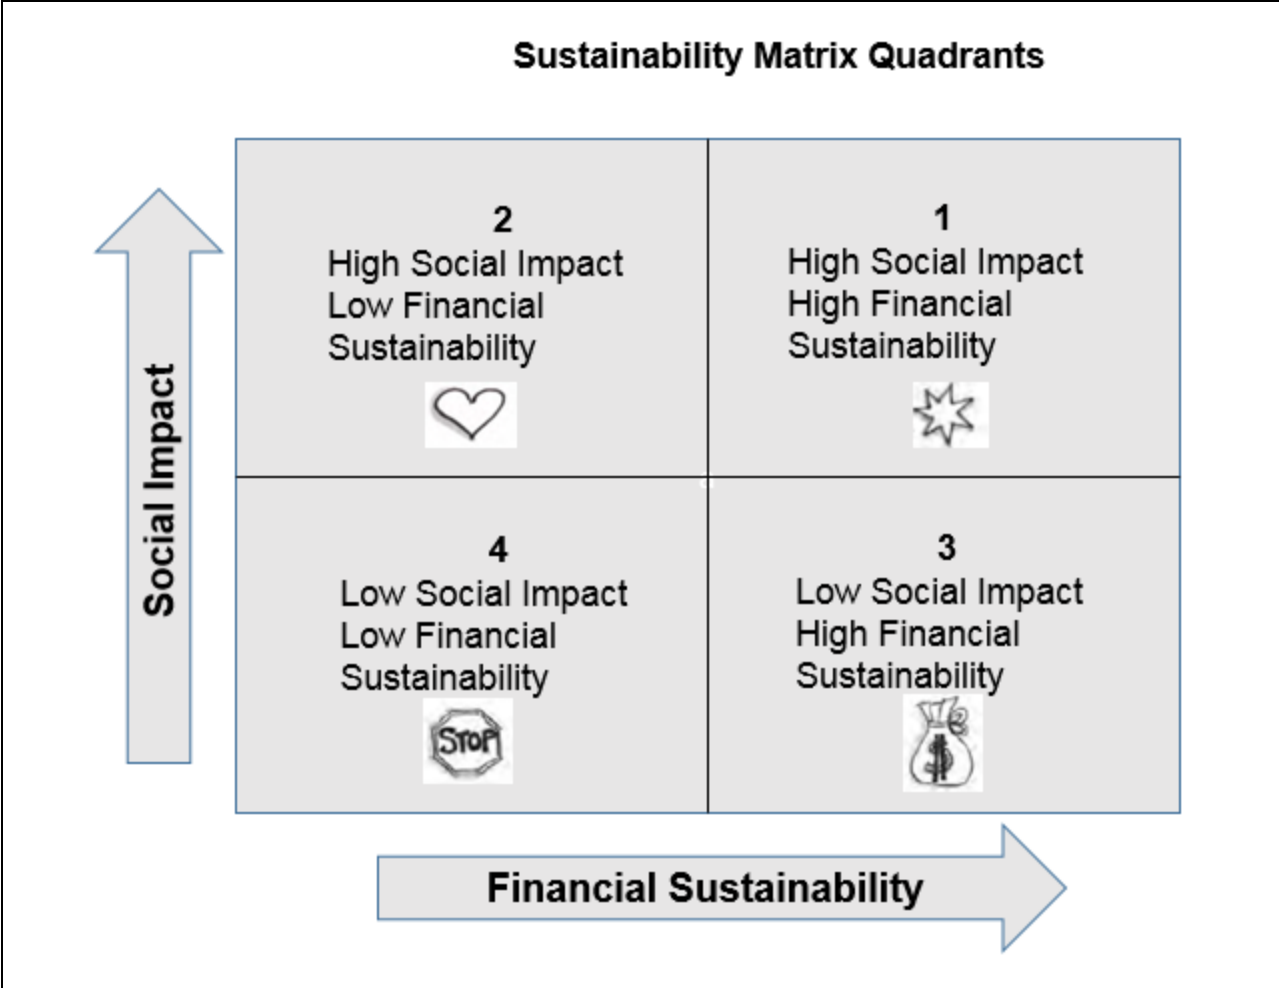 Sustainability Matrix Quadrants
2
High Social Impact
Low Financial
Sustainability
1
High Social Impact
High Financial
Sustainability
Social Impact
4
Low Social Impact
Low Financial
Sustainability
STOP
3
Low Social Impact
High Financial
Sustainability
$
Financial Sustainability